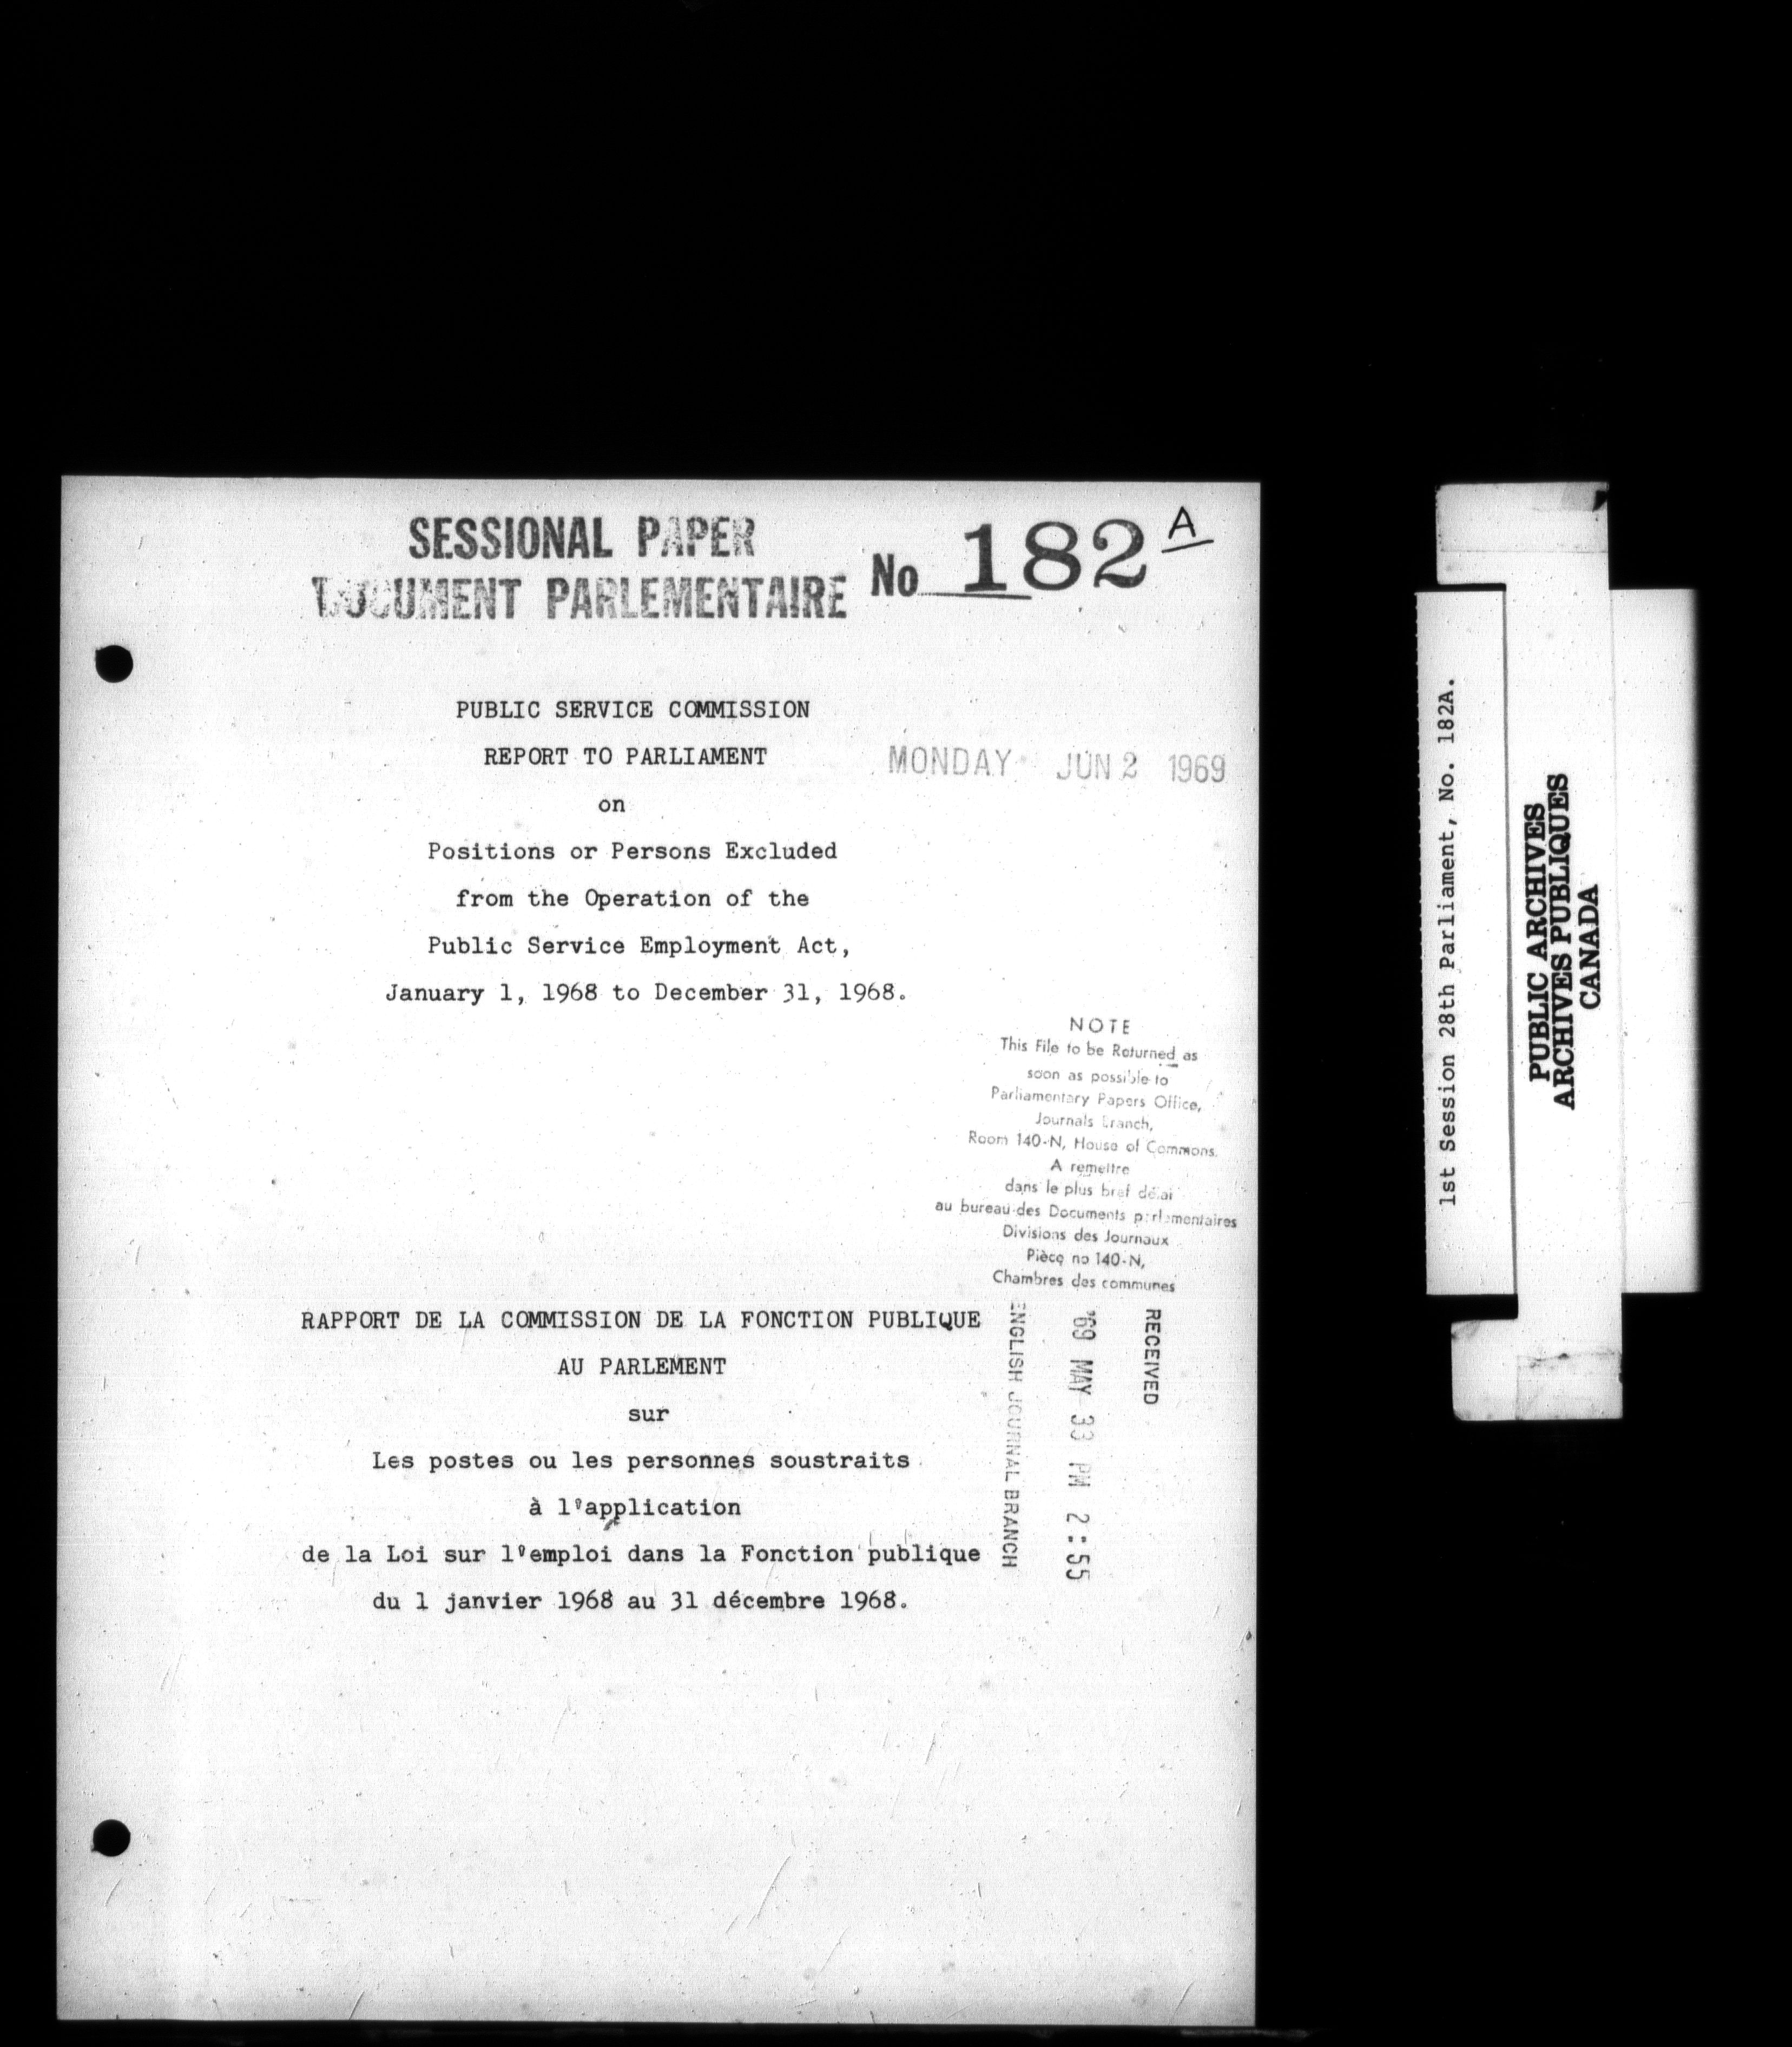 SESSIONAL PAPER
DOCUMENT PARLEMENTAIRE No 182 A
PUBLIC SERVICE COMMISSION
REPORT TO PARLIAMENT
MONDAY JUN 2 1969
on
Positions or Persons Excluded
from the Operation of the
Public Service Employment Act,
January 1, 1968 to December 31, 1968.
NOTE
This File to be Returned as
soon as possible to
Parliamentary Papers Office,
Journals Branch,
Room 140-N, House of Commons.
A remettre
dans le plus bref délai
au bureau des Documents parlementaires
Divisions des Journaux
Pièce no 140-N,
Chambres des communes
RAPPORT DE LA COMMISSION DE LA FONCTION PUBLIQUE
AU PARLEMENT
sur
Les postes ou les personnes soustraits
à l'application
de la Loi sur l'emploi dans la Fonction publique
du 1 janvier 1968 au 31 décembre 1968.
RECEIVED
'69 MAY PM 2:55
ENGLISH JOURNAL BRANCH
1st Session 28th Parliament, No. 182A.
PUBLIC ARCHIVES
ARCHIVES PUBLIQUES
CANADA